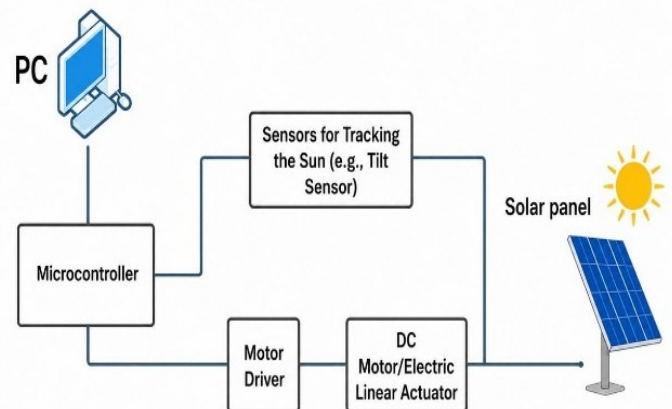 PC
Sensors for Tracking
the Sun (e.g., Tilt
Sensor)
Solar panel
Microcontroller
Motor
Driver
DC
Motor/Electric
Linear Actuator